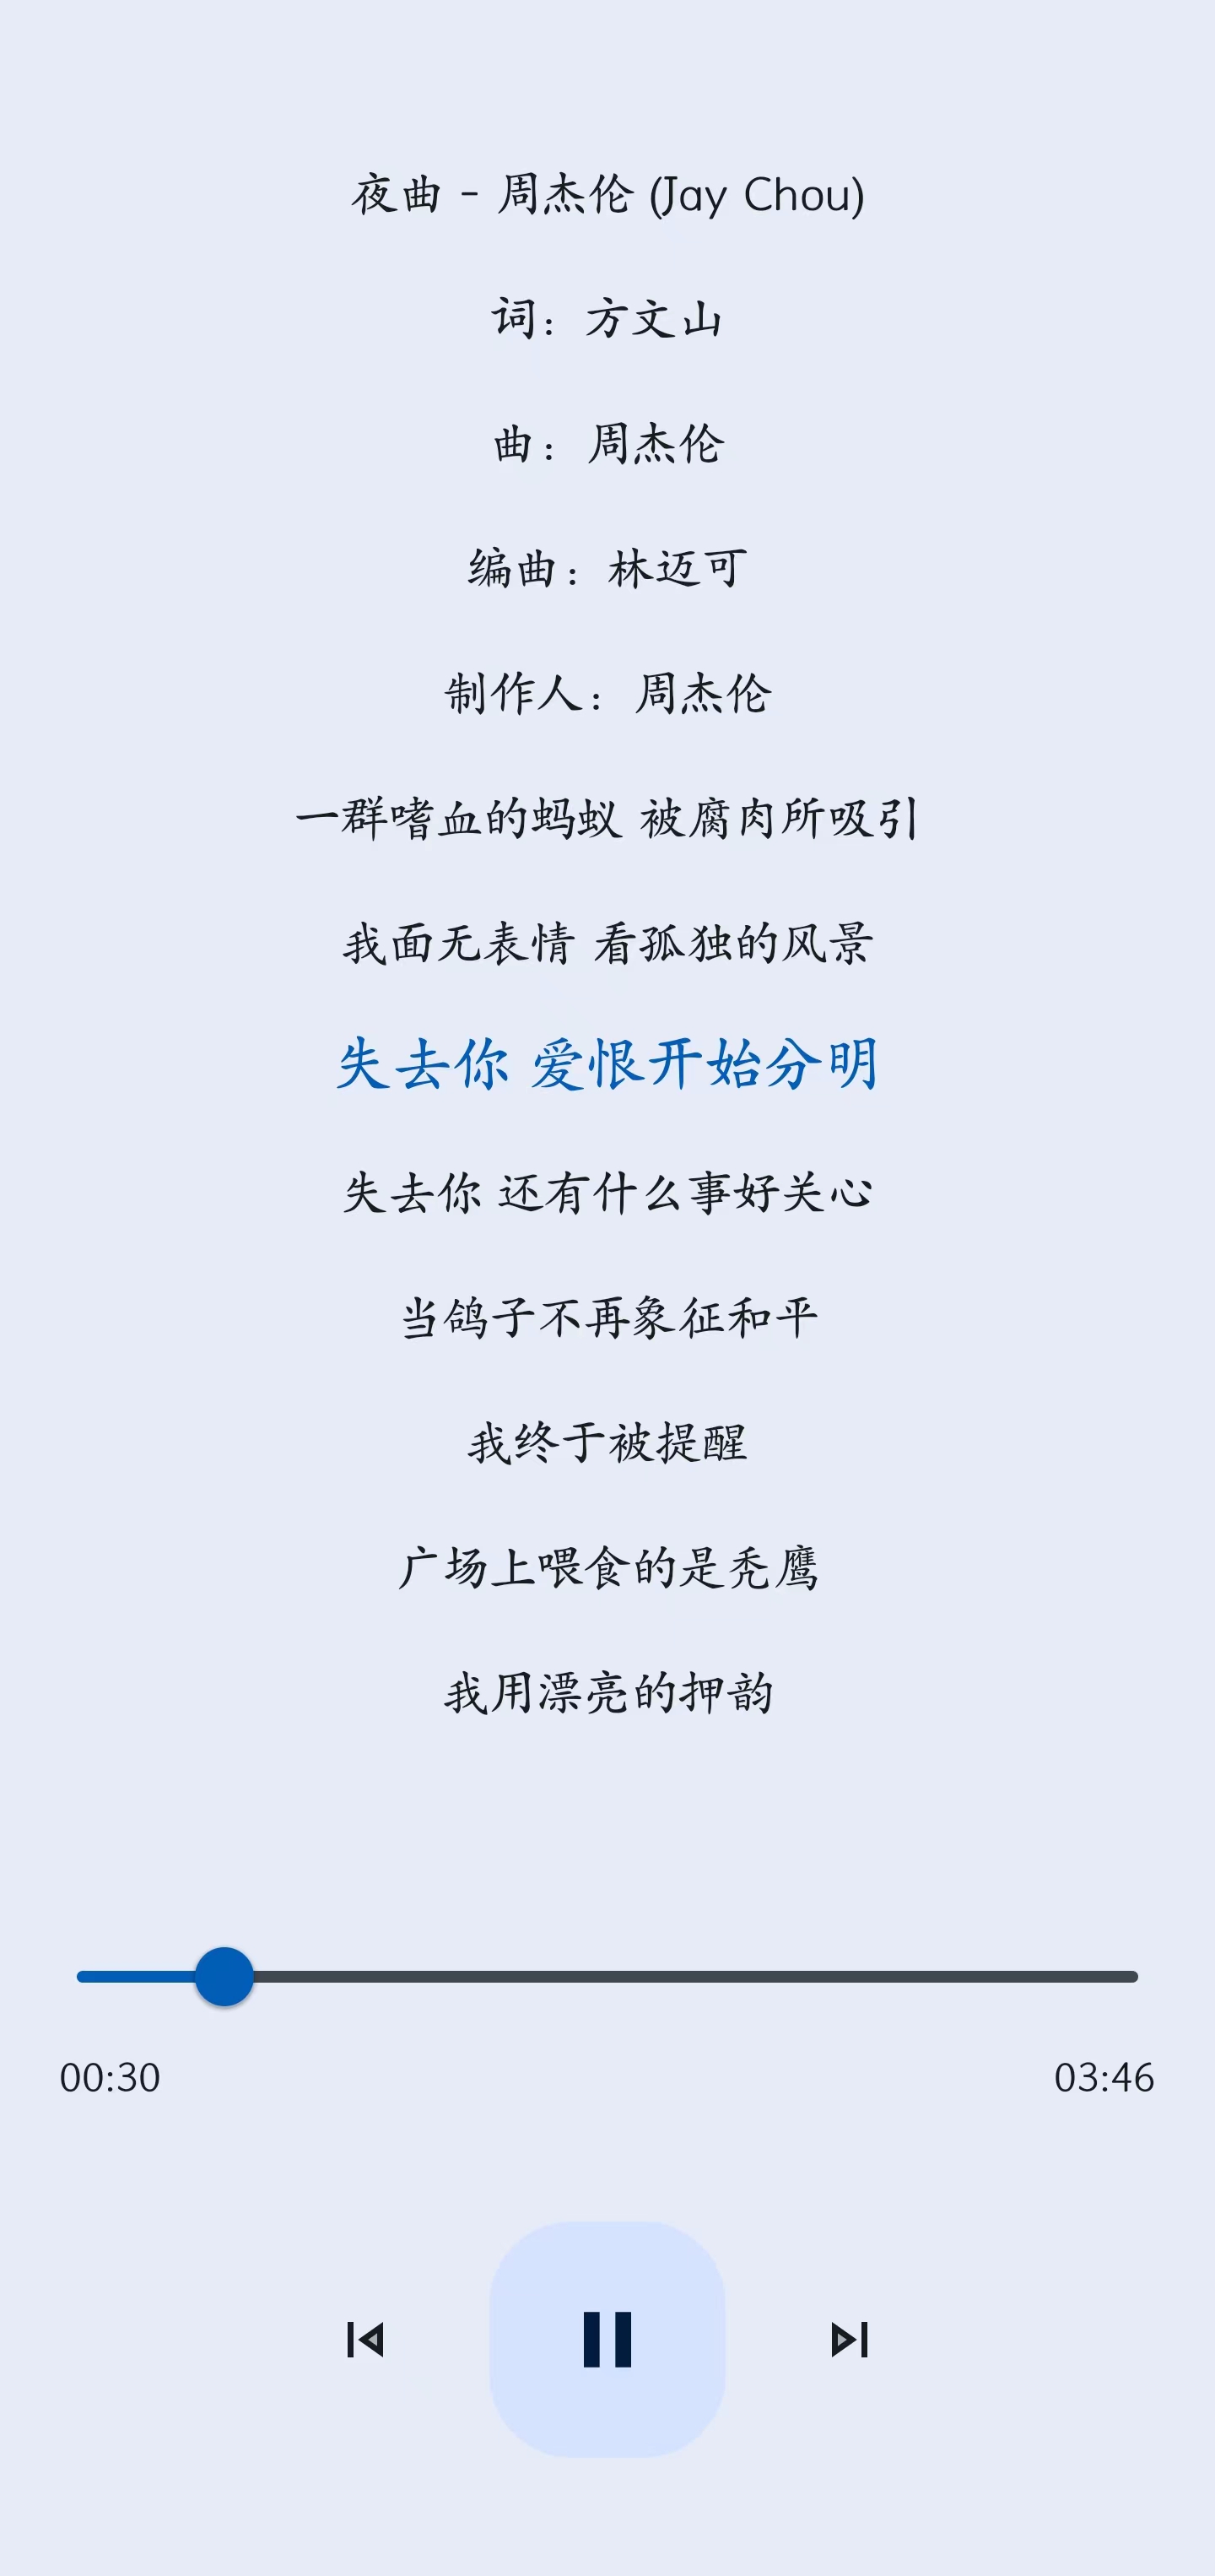 夜曲 - 周杰伦 (Jay Chou)
词：方文山
曲：周杰伦
编曲：林迈可
制作人：周杰伦
一群嗜血的蚂蚁 被腐肉所吸引
我面无表情 看孤独的风景
失去你 爱恨开始分明
失去你 还有什么事好关心
当鸽子不再象征和平
我终于被提醒
广场上喂食的是秃鹰
我用漂亮的押韵
00:30
03:46